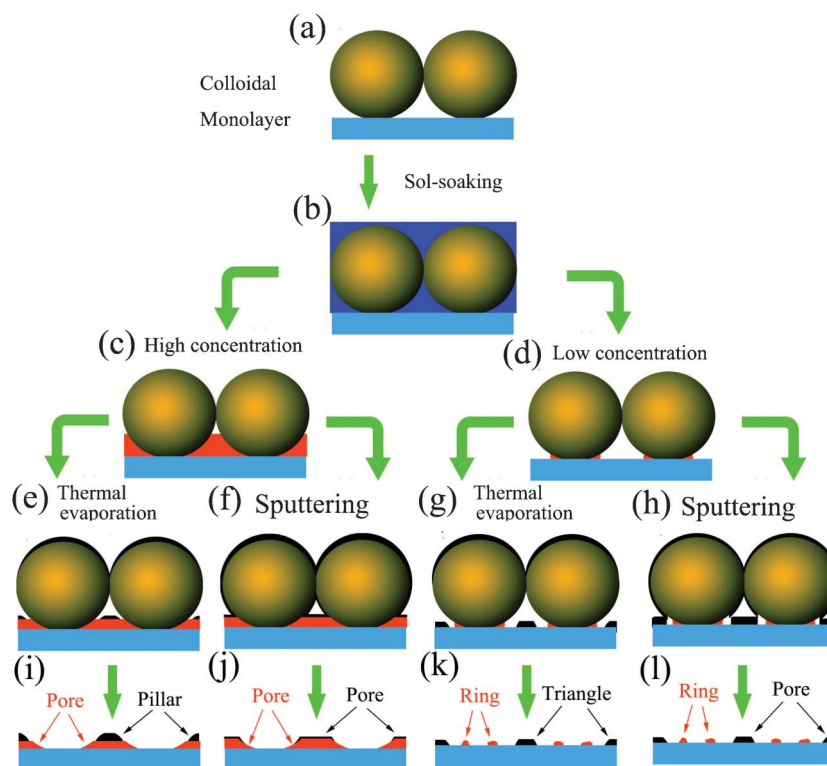 (a)
Colloidal
Monolayer
Sol-soaking
(b)
(c) High concentration
(d) Low concentration
(e) Thermal
evaporation
(f) Sputtering
(g) Thermal
evaporation
(h) Sputtering
(i)
Pore
Pillar
(j)
Pore
Pore
(k)
Ring
Triangle
(l)
Ring
Pore